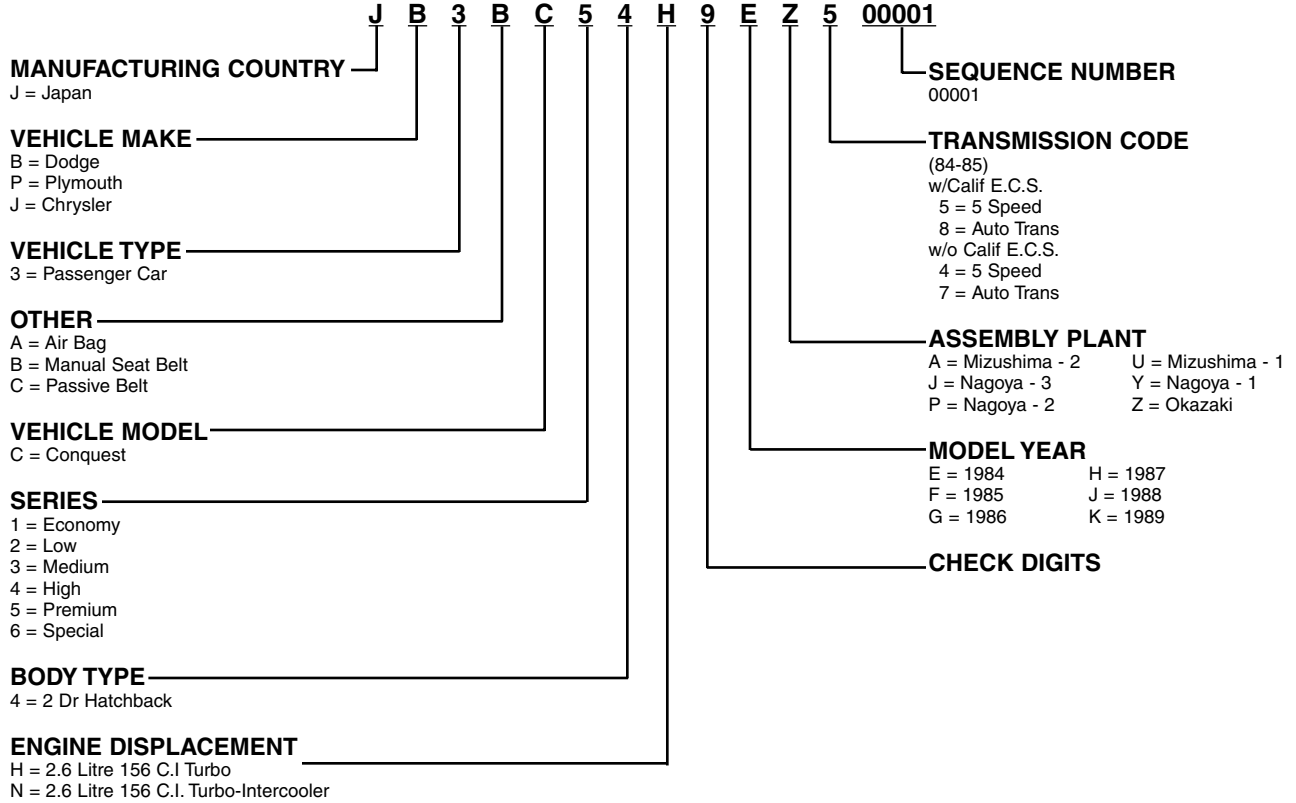 J B 3 B C 5 4 H 9 E Z 5 00001
MANUFACTURING COUNTRY
J = Japan
VEHICLE MAKE
B = Dodge
P = Plymouth
J = Chrysler
VEHICLE TYPE
3 = Passenger Car
OTHER
A = Air Bag
B = Manual Seat Belt
C = Passive Belt
VEHICLE MODEL
C = Conquest
SERIES
1 = Economy
2 = Low
3 = Medium
4 = High
5 = Premium
6 = Special
BODY TYPE
4 = 2 Dr Hatchback
ENGINE DISPLACEMENT
H = 2.6 Litre 156 C.I Turbo
N = 2.6 Litre 156 C.I. Turbo-Intercooler
SEQUENCE NUMBER
00001
TRANSMISSION CODE
(84-85)
w/Calif E.C.S.
5 = 5 Speed
8 = Auto Trans
w/o Calif E.C.S.
4 = 5 Speed
7 = Auto Trans
ASSEMBLY PLANT
A = Mizushima - 2 U = Mizushima - 1
J = Nagoya - 3 Y = Nagoya - 1
P = Nagoya - 2 Z = Okazaki
MODEL YEAR
E = 1984 H = 1987
F = 1985 J = 1988
G = 1986 K = 1989
CHECK DIGITS